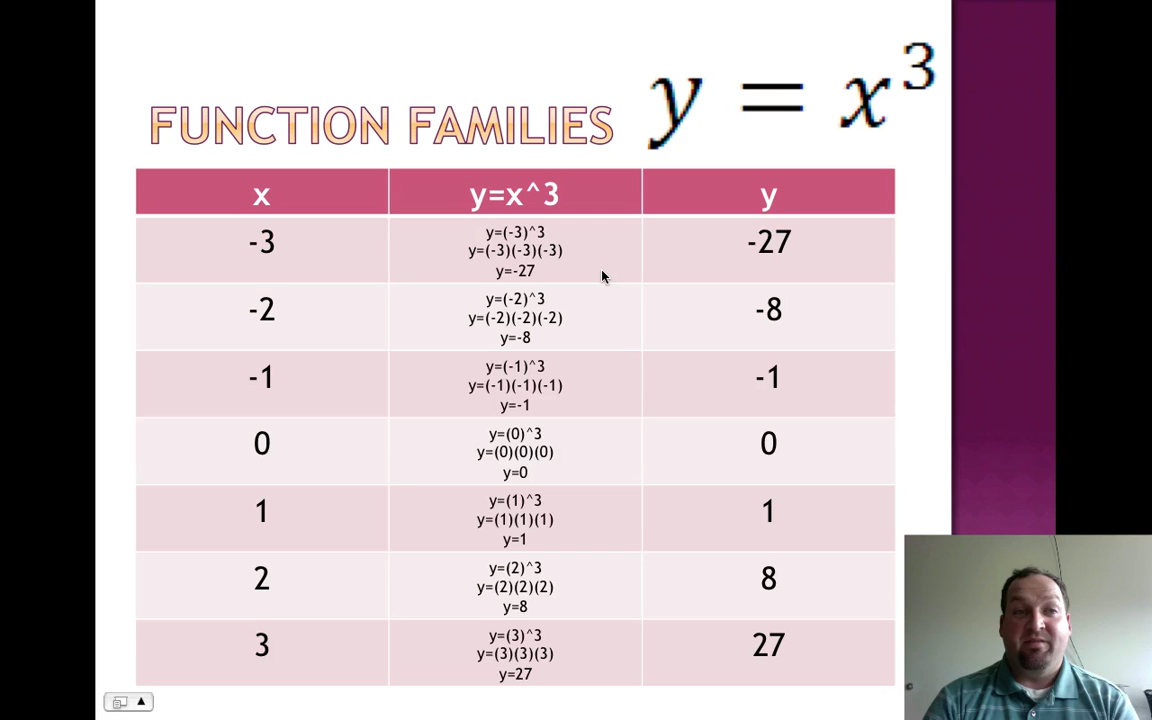 FUNCTION FAMILIES
y = x³
x y=x^3 y
-3 y=(-3)^3 -27
y=(-3)(-3)(-3)
y=-27
-2 y=(-2)^3 -8
y=(-2)(-2)(-2)
y=-8
-1 y=(-1)^3 -1
y=(-1)(-1)(-1)
y=-1
0 y=(0)^3 0
y=(0)(0)(0)
y=0
1 y=(1)^3 1
y=(1)(1)(1)
y=1
2 y=(2)^3 8
y=(2)(2)(2)
y=8
3 y=(3)^3 27
y=(3)(3)(3)
y=27